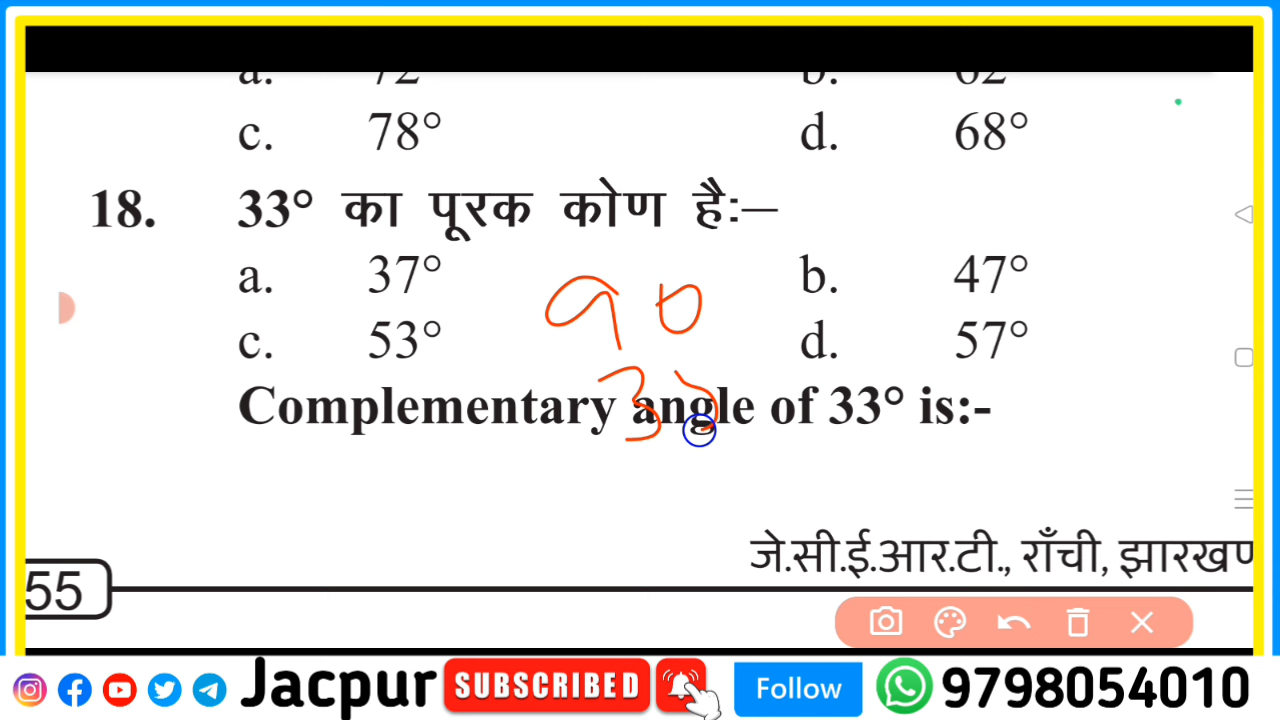 c. 78° d. 68°
18. 33° का पूरक कोण है:–
a. 37° b. 47°
90
c. 53° d. 57°
33
Complementary angle of 33° is:-
जे.सी.ई.आर.टी., राँची,
55
Jacpur SUBSCRIBED Follow 9798054010